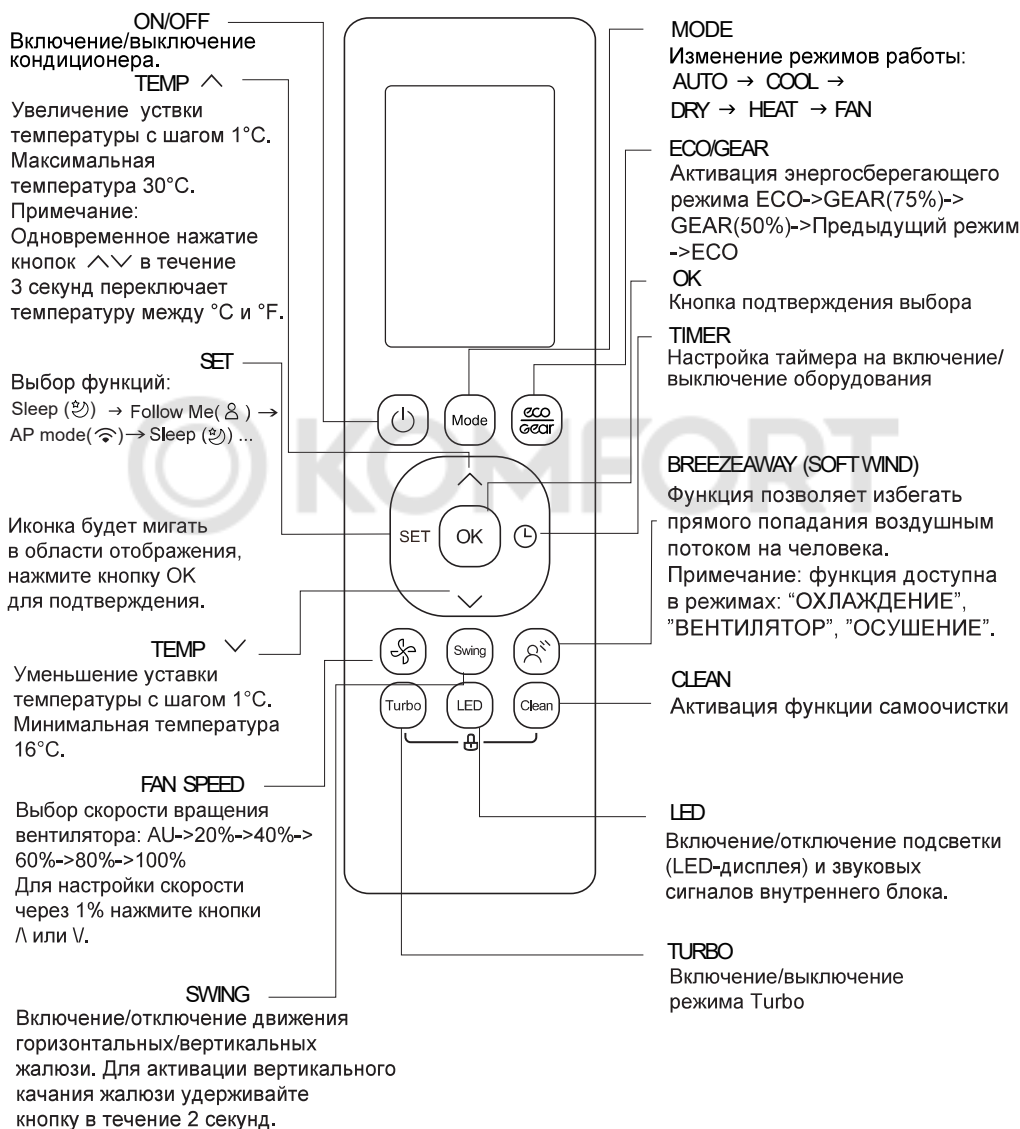 ON/OFF
Включение/выключение
кондиционера.
TEMP ︿
Увеличение уствки
температуры с шагом 1°C.
Максимальная
температура 30°C.
Примечание:
Одновременное нажатие
кнопок ︿﹀ в течение
3 секунд переключает
температуру между °C и °F.
SET
Выбор функций:
Sleep () → Follow Me( ) →
AP mode( )→ Sleep () ...
Иконка будет мигать
в области отображения,
нажмите кнопку OK
для подтверждения.
TEMP ﹀
Уменьшение уставки
температуры с шагом 1°C.
Минимальная температура
16°C.
FAN SPEED
Выбор скорости вращения
вентилятора: AU->20%->40%->
60%->80%->100%
Для настройки скорости
через 1% нажмите кнопки
/\ или \/.
SWING
Включение/отключение движения
горизонтальных/вертикальных
жалюзи. Для активации вертикального
качания жалюзи удерживайте
кнопку в течение 2 секунд.
Mode
eco
Gear
SET
OK
Swing
Turbo
LED
Clean
KOMFORT
MODE
Изменение режимов работы:
AUTO → COOL →
DRY → HEAT → FAN
ECO/GEAR
Активация энергосберегающего
режима ECO->GEAR(75%)->
GEAR(50%)->Предыдущий режим
->ECO
OK
Кнопка подтверждения выбора
TIMER
Настройка таймера на включение/
выключение оборудования
BREEZEAWAY (SOFT WIND)
Функция позволяет избегать
прямого попадания воздушным
потоком на человека.
Примечание: функция доступна
в режимах: “ОХЛАЖДЕНИЕ”,
”ВЕНТИЛЯТОР”, ”ОСУШЕНИЕ”.
CLEAN
Активация функции самоочистки
LED
Включение/отключение подсветки
(LED-дисплея) и звуковых
сигналов внутреннего блока.
TURBO
Включение/выключение
режима Turbo